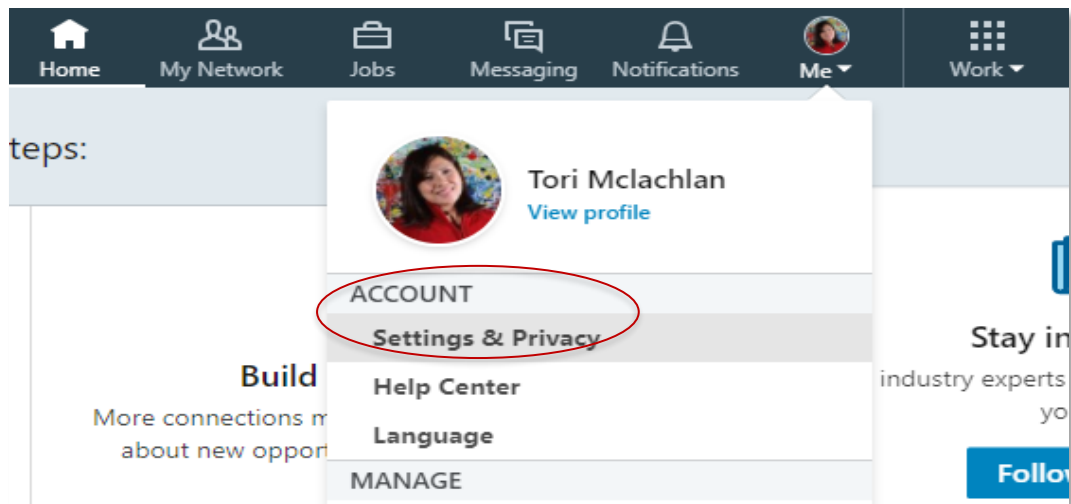 Home My Network Jobs Messaging Notifications Me Work
teps:
Tori Mclachlan
View profile
ACCOUNT
Settings & Privacy
Help Center
Language
MANAGE
Build
More connections m
about new opport
Stay in
industry experts
yo
Follow